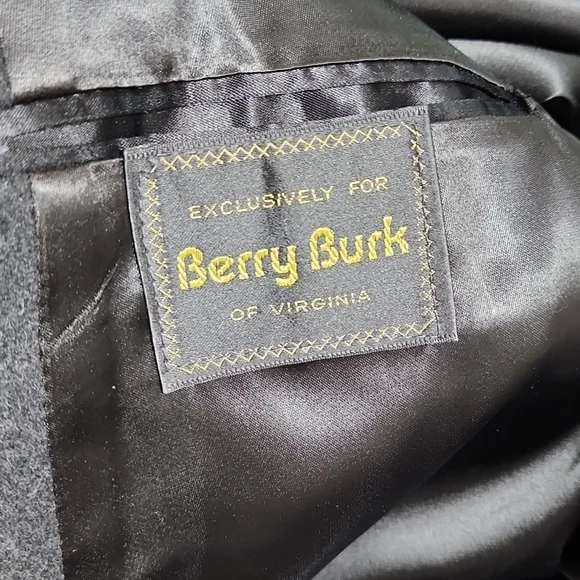 EXCLUSIVELY FOR
Berry Burk
OF VIRGINIA